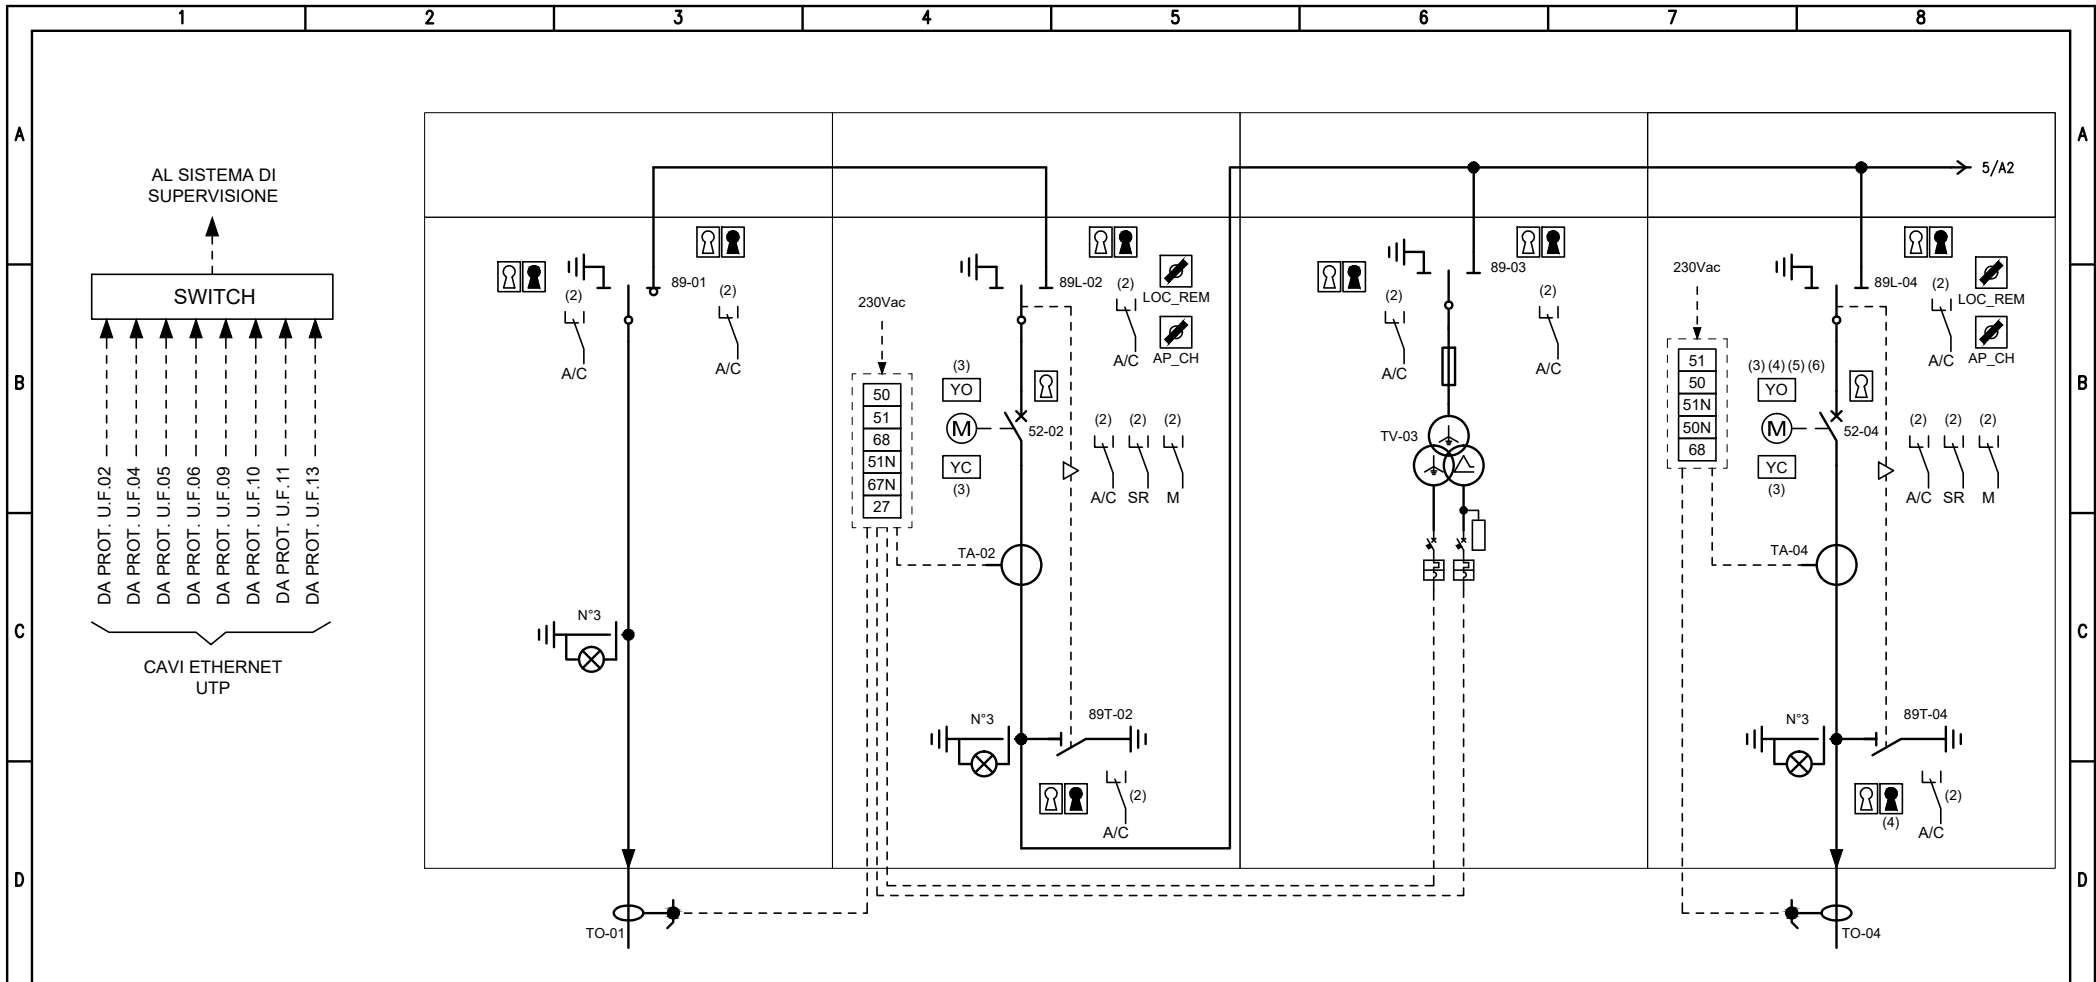 1 2 3 4 5 6 7 8
A A
B B
C C
D D
AL SISTEMA DI
SUPERVISIONE
SWITCH
DA PROT. U.F.02
DA PROT. U.F.04
DA PROT. U.F.05
DA PROT. U.F.06
DA PROT. U.F.09
DA PROT. U.F.10
DA PROT. U.F.11
DA PROT. U.F.13
CAVI ETHERNET
UTP
89-01
(2)
A/C
(2)
A/C
N°3
TO-01
230Vac
50
51
68
51N
67N
27
(3)
YO
M
YC
(3)
89L-02
(2)
A/C
LOC_REM
AP_CH
52-02
(2) (2) (2)
A/C SR M
TA-02
N°3
89T-02
(2)
A/C
89-03
(2)
A/C
(2)
A/C
TV-03
5/A2
230Vac
51
50
51N
50N
68
(3) (4) (5) (6)
YO
M
YC
(3)
89L-04
(2)
A/C
LOC_REM
AP_CH
52-04
(2) (2) (2)
A/C SR M
TA-04
N°3
89T-04
(4)
(2)
A/C
TO-04